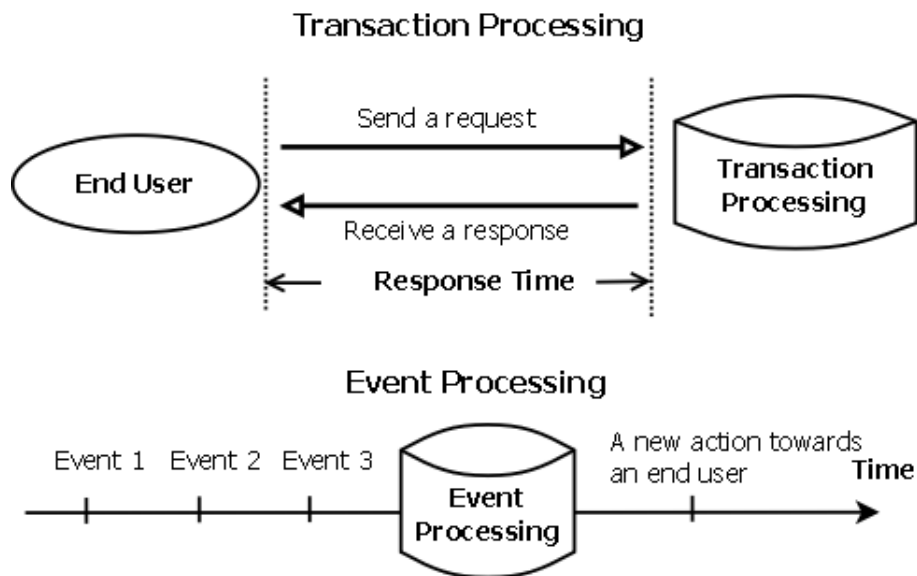 Transaction Processing
Send a request
End User
Transaction
Processing
Receive a response
Response Time
Event Processing
Event 1
Event 2
Event 3
A new action towards
an end user
Time
Event
Processing